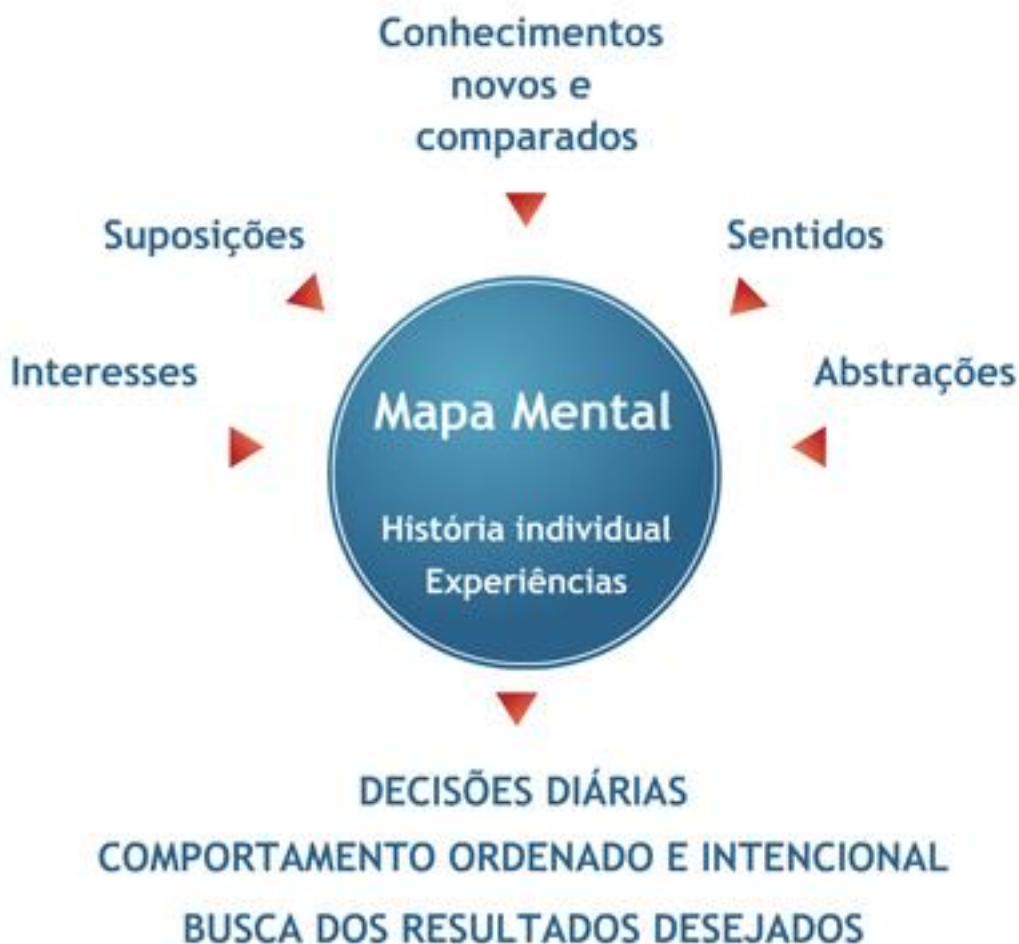 Conhecimentos
novos e
comparados
Suposições
Sentidos
Interesses
Abstrações
Mapa Mental
História individual
Experiências
DECISÕES DIÁRIAS
COMPORTAMENTO ORDENADO E INTENCIONAL
BUSCA DOS RESULTADOS DESEJADOS